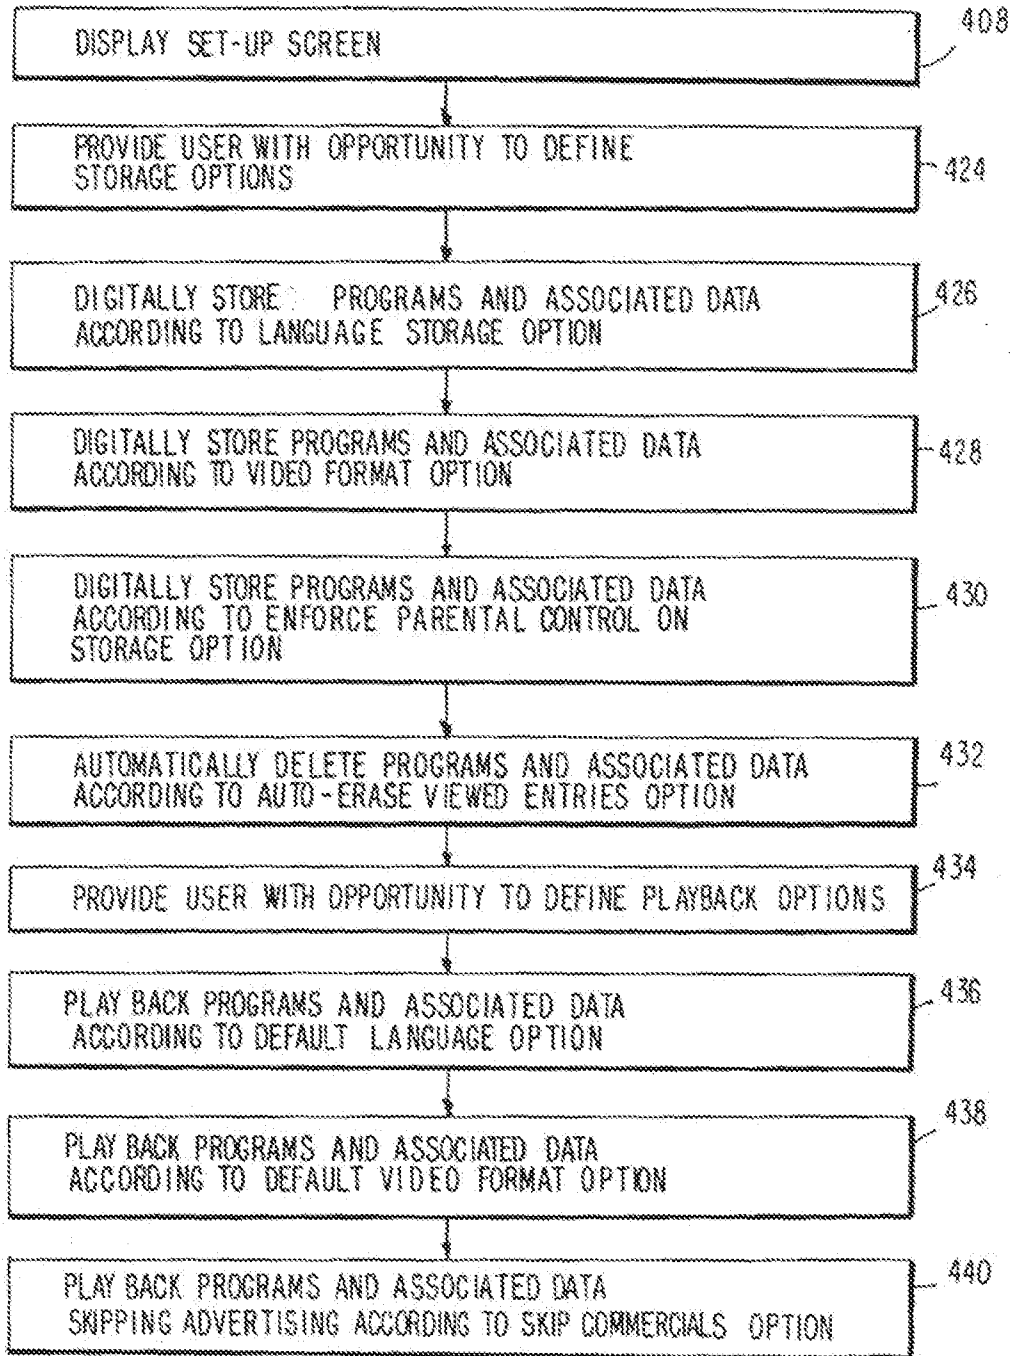 DISPLAY SET-UP SCREEN
408
PROVIDE USER WITH OPPORTUNITY TO DEFINE
STORAGE OPTIONS
424
DIGITALLY STORE PROGRAMS AND ASSOCIATED DATA
ACCORDING TO LANGUAGE STORAGE OPTION
426
DIGITALLY STORE PROGRAMS AND ASSOCIATED DATA
ACCORDING TO VIDEO FORMAT OPTION
428
DIGITALLY STORE PROGRAMS AND ASSOCIATED DATA
ACCORDING TO ENFORCE PARENTAL CONTROL ON
STORAGE OPTION
430
AUTOMATICALLY DELETE PROGRAMS AND ASSOCIATED DATA
ACCORDING TO AUTO-ERASE VIEWED ENTRIES OPTION
432
PROVIDE USER WITH OPPORTUNITY TO DEFINE PLAYBACK OPTIONS
434
PLAY BACK PROGRAMS AND ASSOCIATED DATA
ACCORDING TO DEFAULT LANGUAGE OPTION
436
PLAY BACK PROGRAMS AND ASSOCIATED DATA
ACCORDING TO DEFAULT VIDEO FORMAT OPTION
438
PLAY BACK PROGRAMS AND ASSOCIATED DATA
SKIPPING ADVERTISING ACCORDING TO SKIP COMMERCIALS OPTION
440